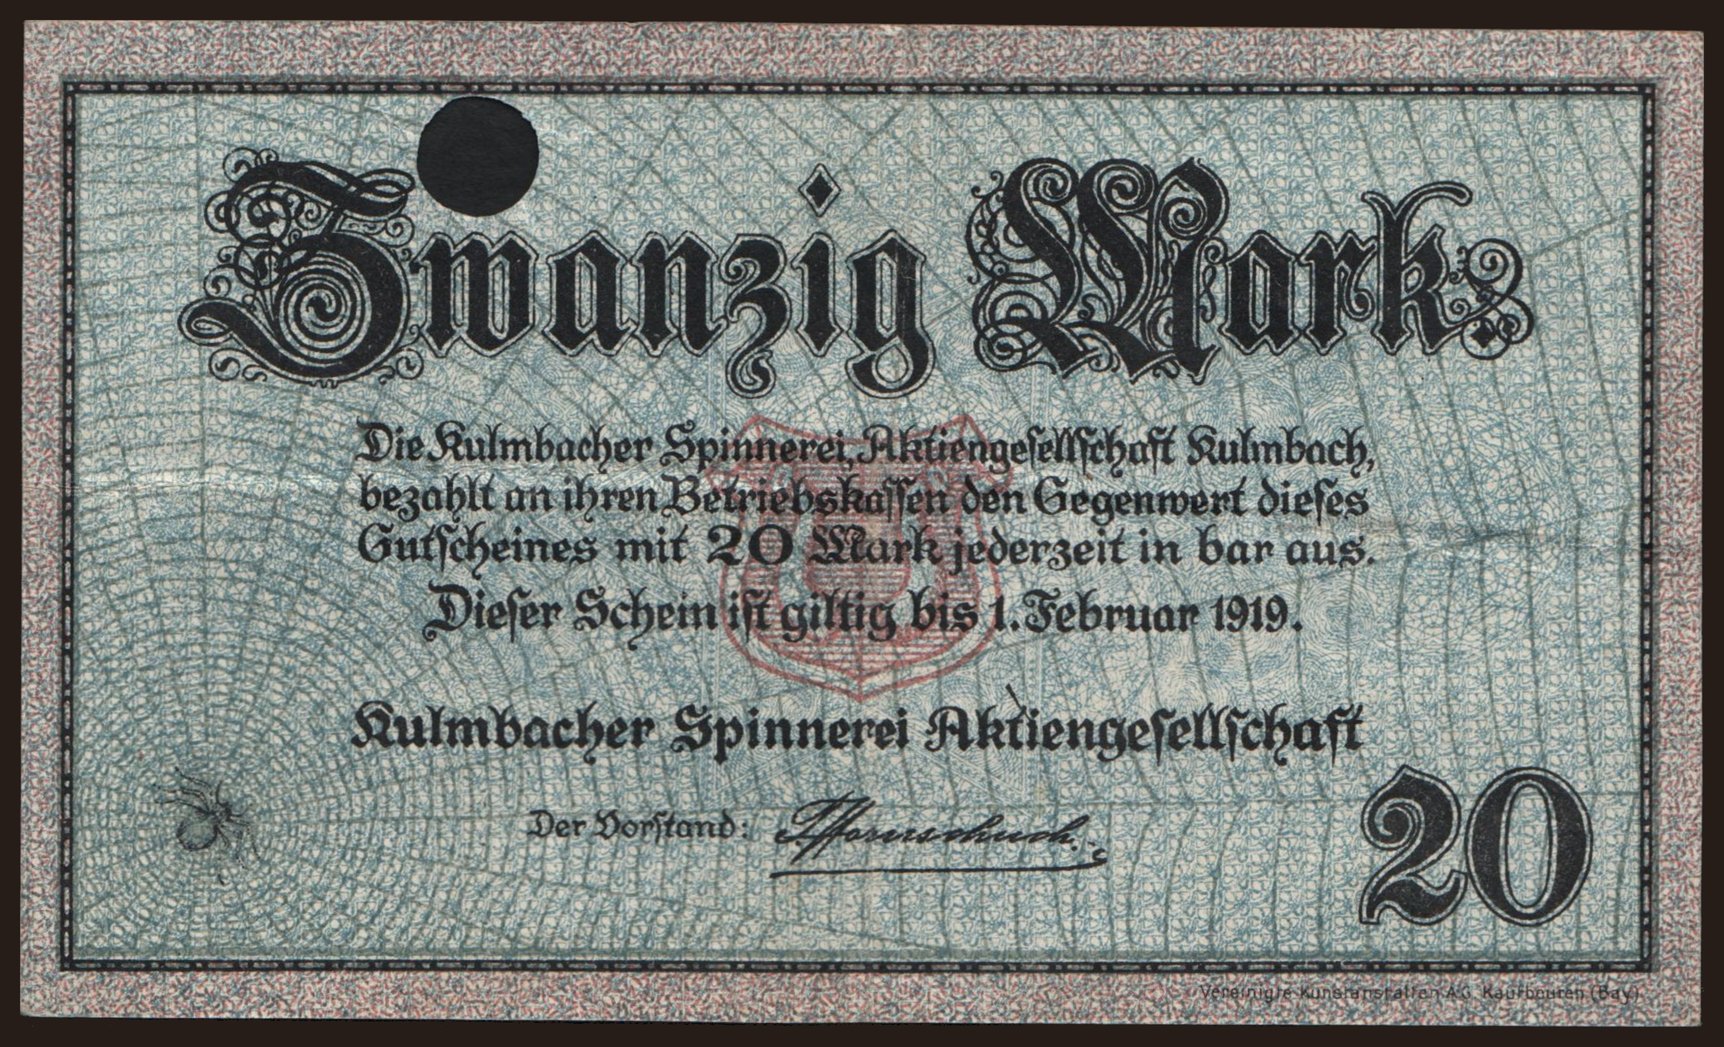 Zwanzig Mark
Die Kulmbacher Spinnerei, Aktiengesellschaft Kulmbach,
bezahlt an ihren Betriebskassen den Gegenwert dieses
Gutscheines mit 20 Mark jederzeit in bar aus.
Dieser Schein ist giltig bis 1. Februar 1919.
Kulmbacher Spinnerei Aktiengesellschaft
Der Vorstand: Hornschuch.
20
Vereinigte Kunstanstalten A.G. Kaufbeuren (Bay.)